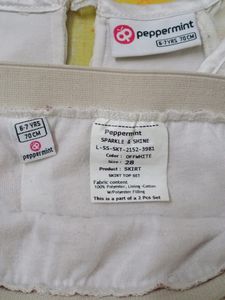 peppermint
6-7 YRS
70 CM
6-7 YRS
70 CM
peppermint
Peppermint
SPARKLE & SHINE
L-SS-SKT-2152-3981
Color : OFFWHITE
Size : 28
Product : SKIRT
SKIRT TOP SET
Fabric content
100% Polyester, Lining-Cotton
W/Polyester Filling
This is a part of a 2 Pcs Set